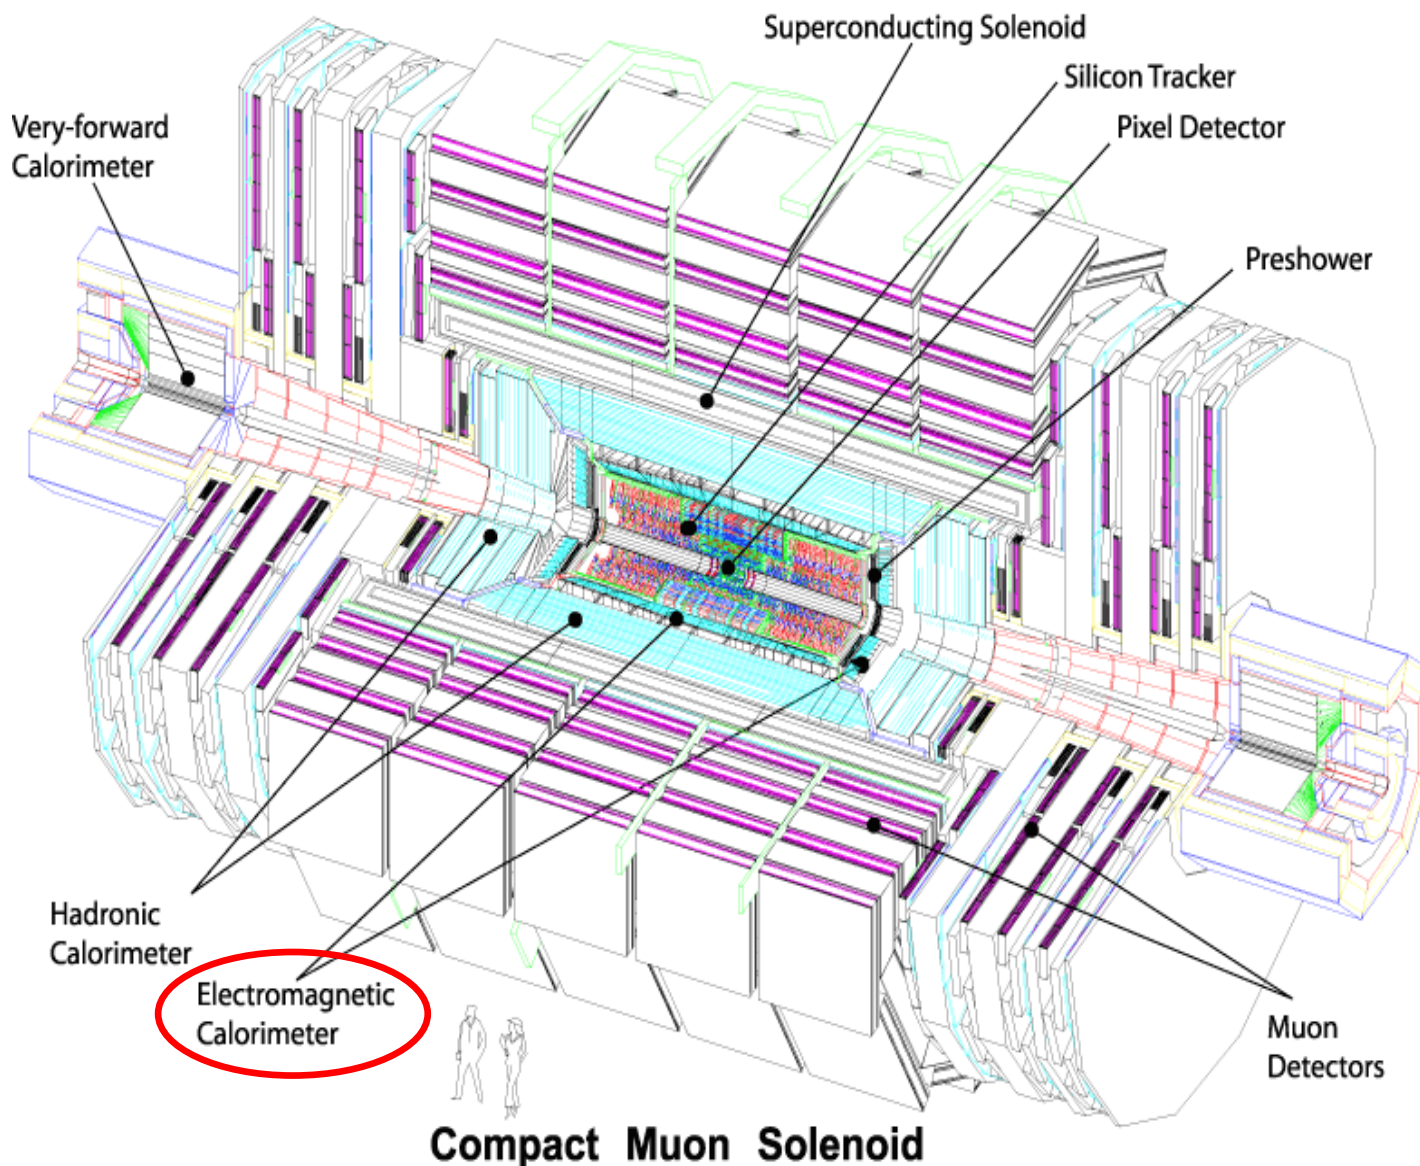 Superconducting Solenoid
Silicon Tracker
Pixel Detector
Very-forward
Calorimeter
Preshower
Hadronic
Calorimeter
Electromagnetic
Calorimeter
Muon
Detectors
Compact Muon Solenoid